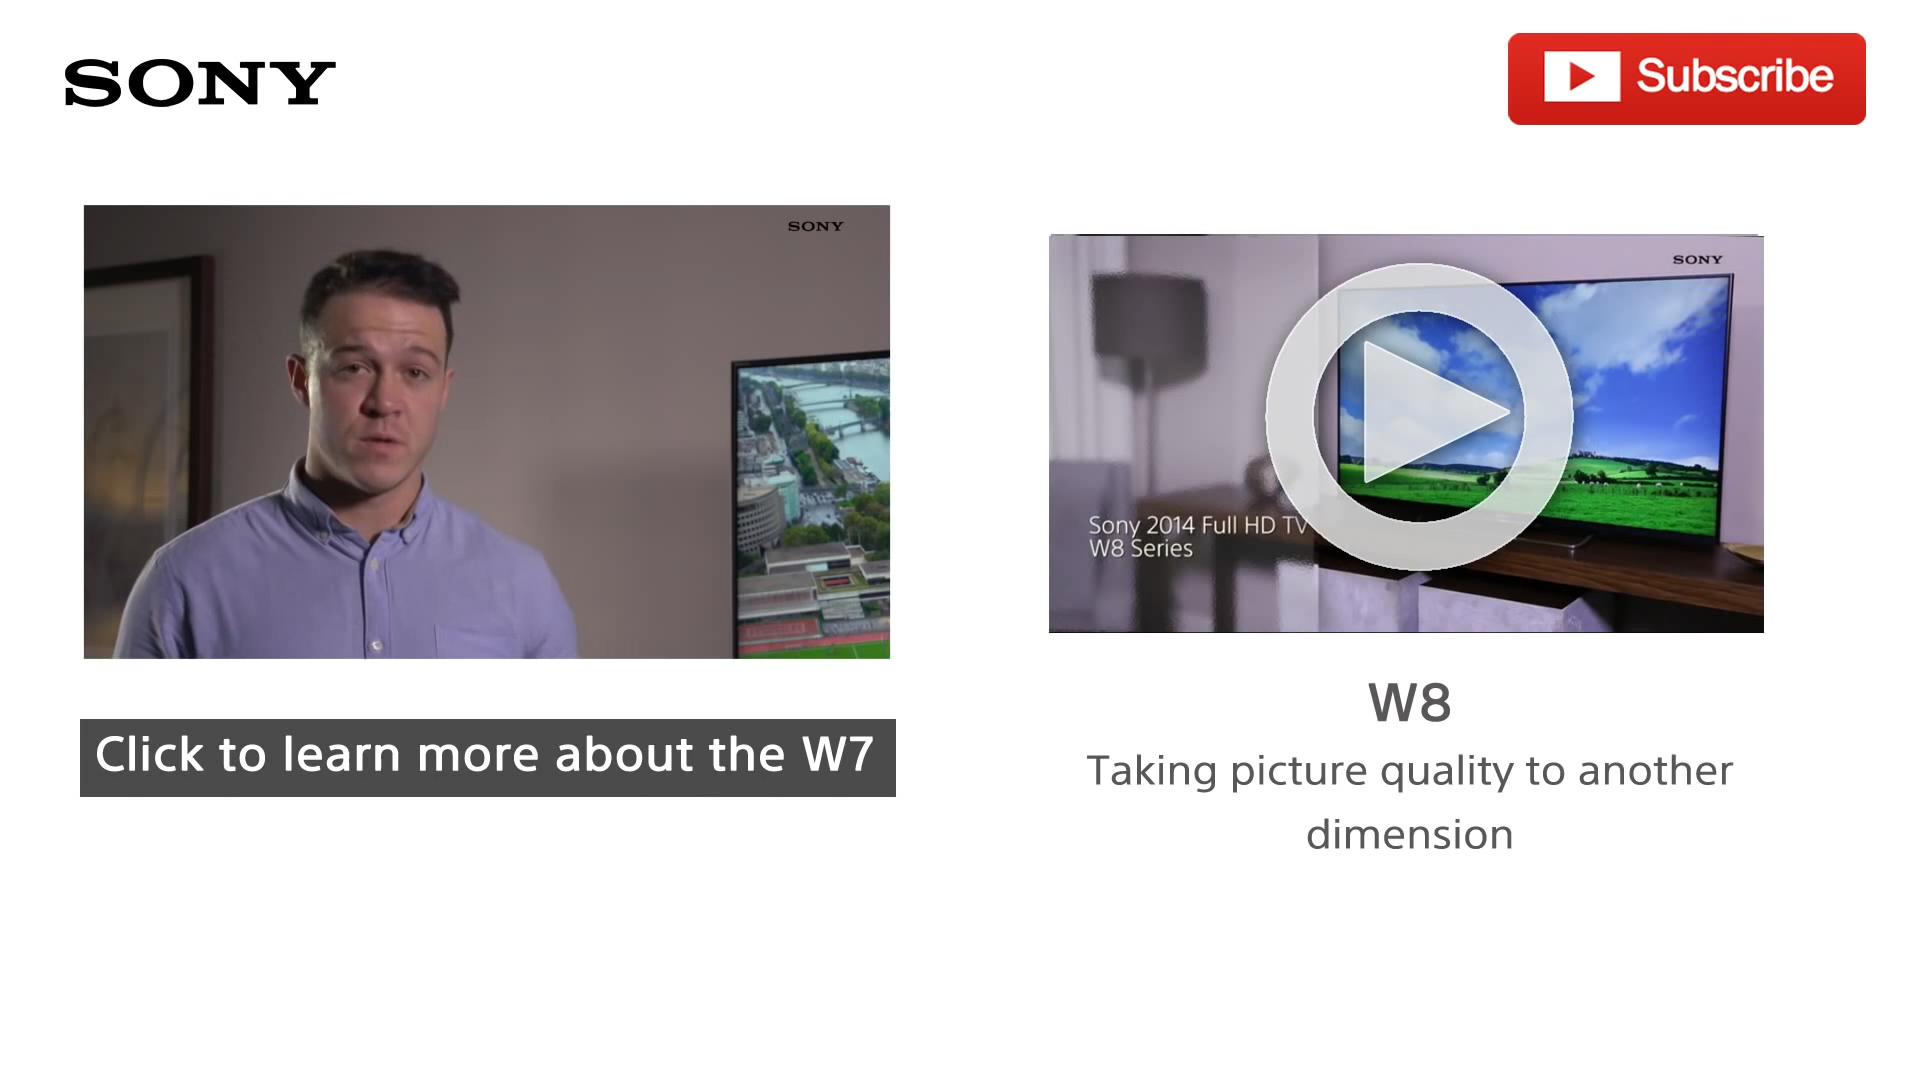 SONY
Subscribe
SONY
SONY
Sony 2014 Full HD TV
W8 Series
Click to learn more about the W7
W8
Taking picture quality to another
dimension